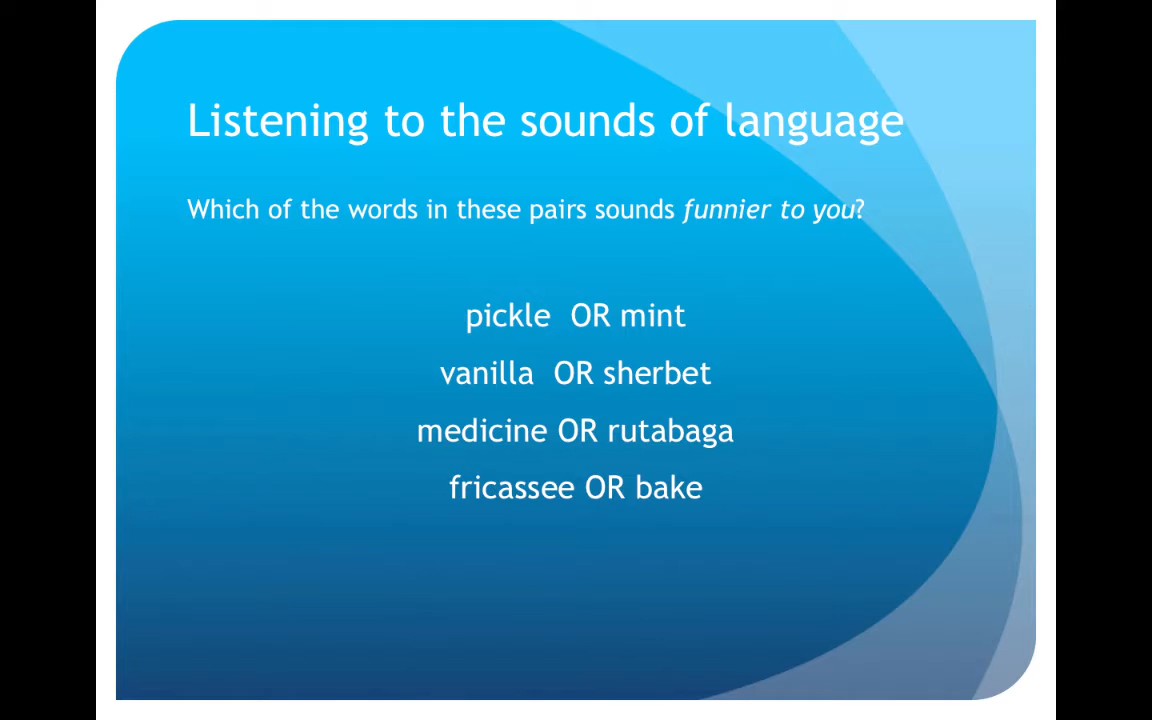 Listening to the sounds of language
Which of the words in these pairs sounds funnier to you?
pickle OR mint
vanilla OR sherbet
medicine OR rutabaga
fricassee OR bake